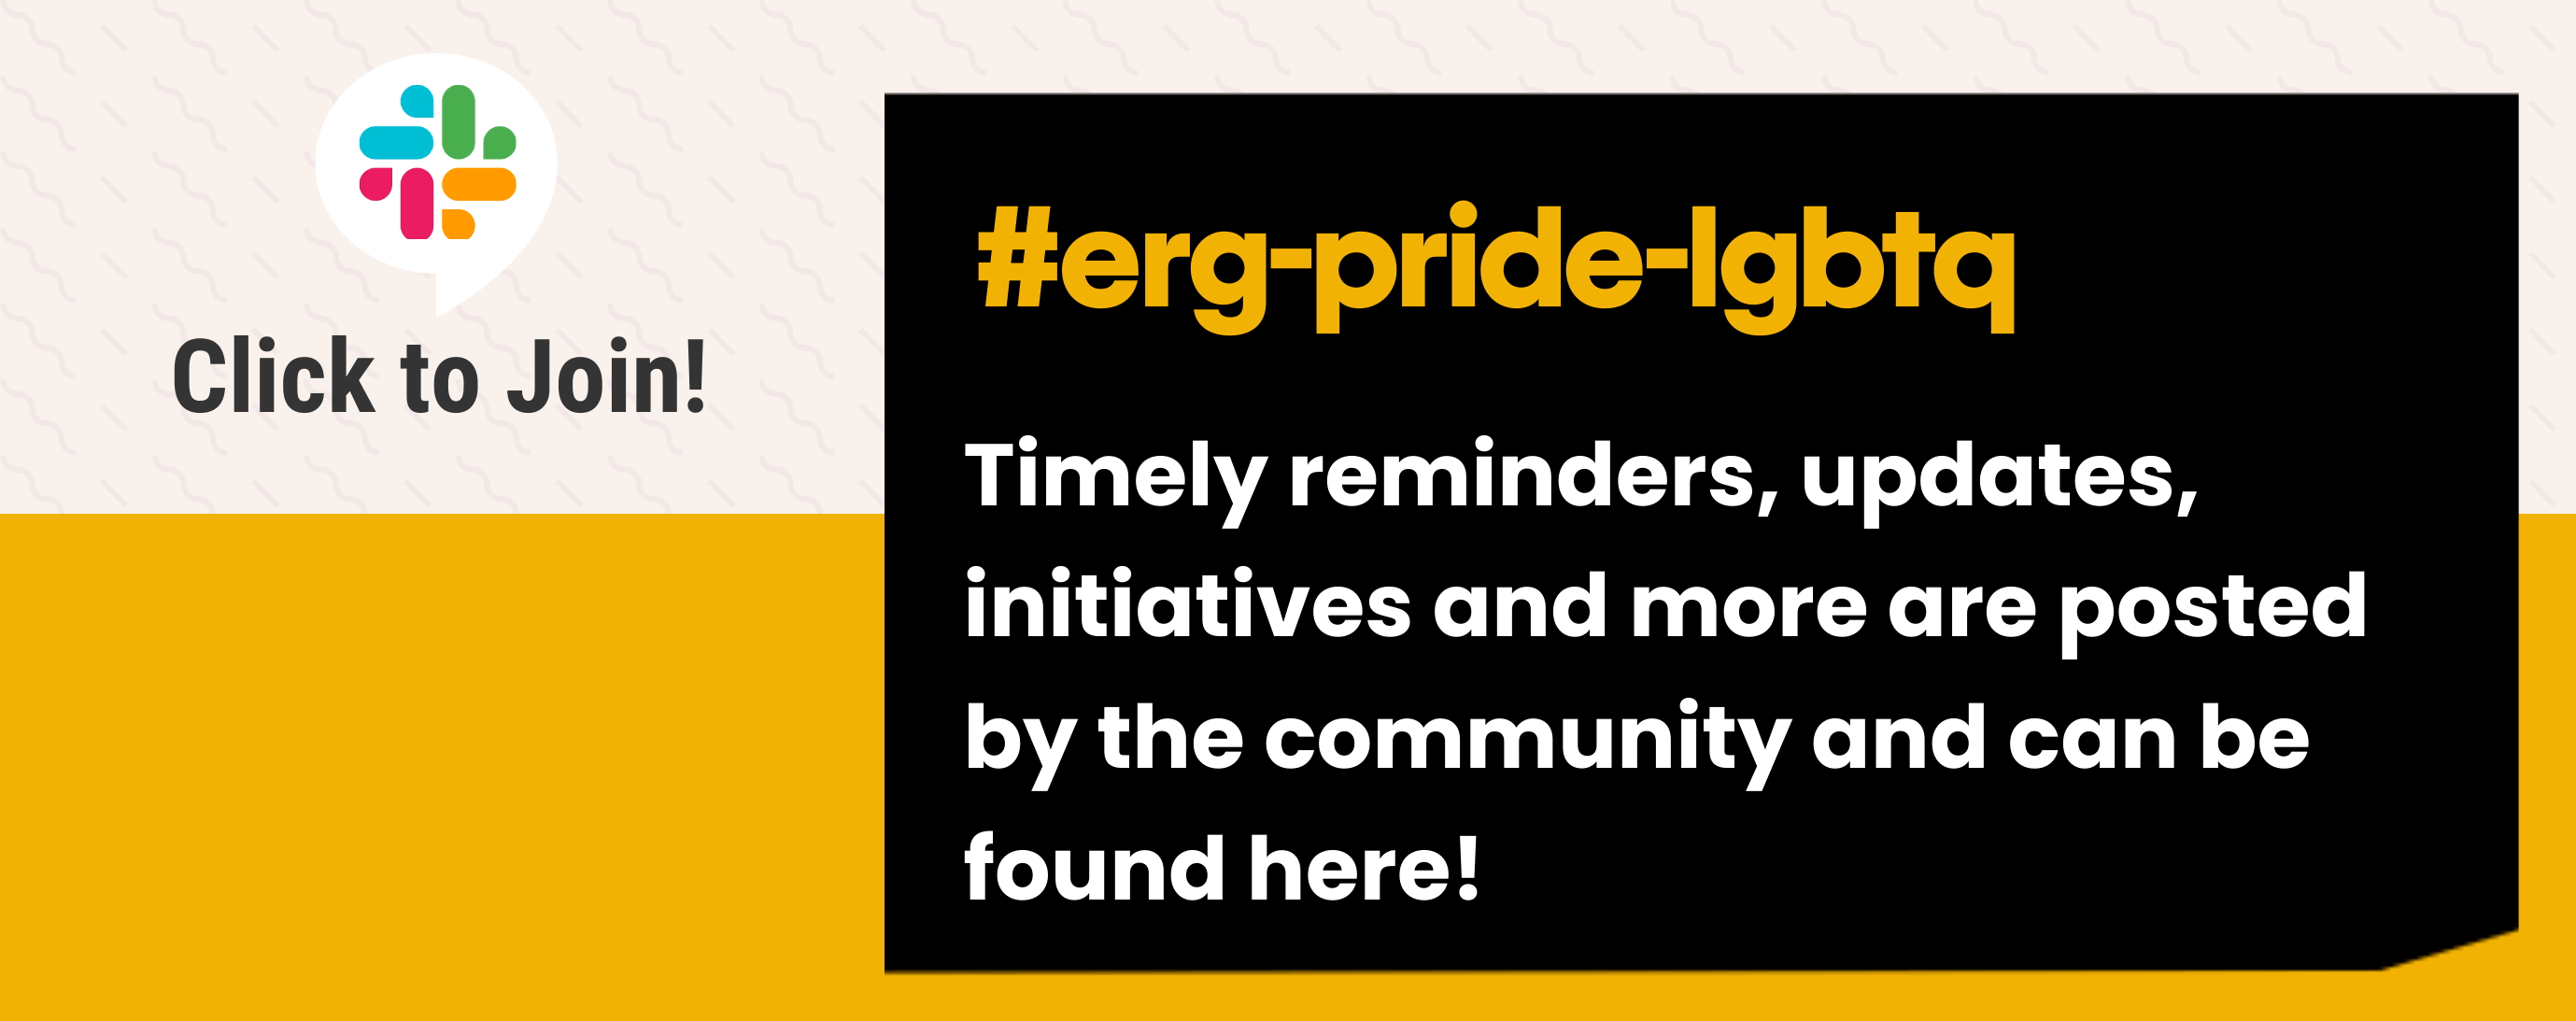 Click to Join!
#erg-pride-lgbtq
Timely reminders, updates,
initiatives and more are posted
by the community and can be
found here!